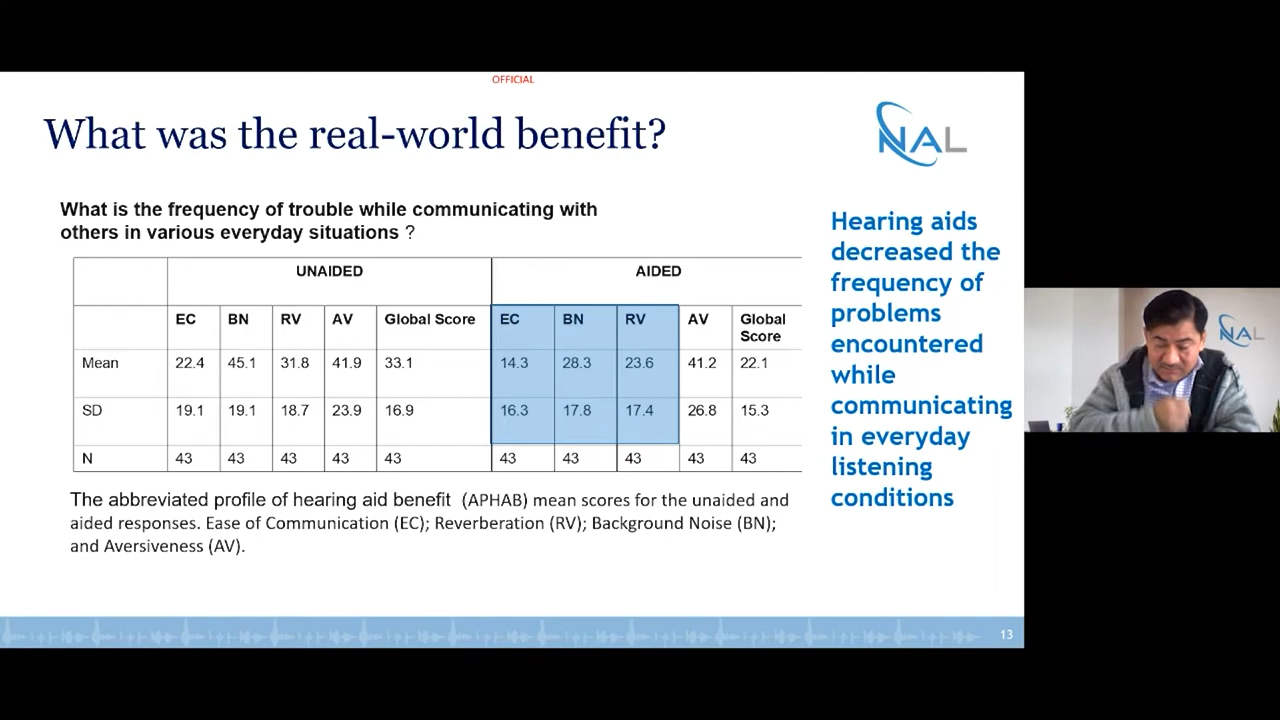 OFFICIAL
What was the real-world benefit?
NAL
What is the frequency of trouble while communicating with
others in various everyday situations ?
UNAIDED AIDED
EC BN RV AV Global Score EC BN RV AV Global Score
Mean 22.4 45.1 31.8 41.9 33.1 14.3 28.3 23.6 41.2 22.1
SD 19.1 19.1 18.7 23.9 16.9 16.3 17.8 17.4 26.8 15.3
N 43 43 43 43 43 43 43 43 43 43
The abbreviated profile of hearing aid benefit (APHAB) mean scores for the unaided and
aided responses. Ease of Communication (EC); Reverberation (RV); Background Noise (BN);
and Aversiveness (AV).
Hearing aids
decreased the
frequency of
problems
encountered
while
communicating
in everyday
listening
conditions
NAL
13